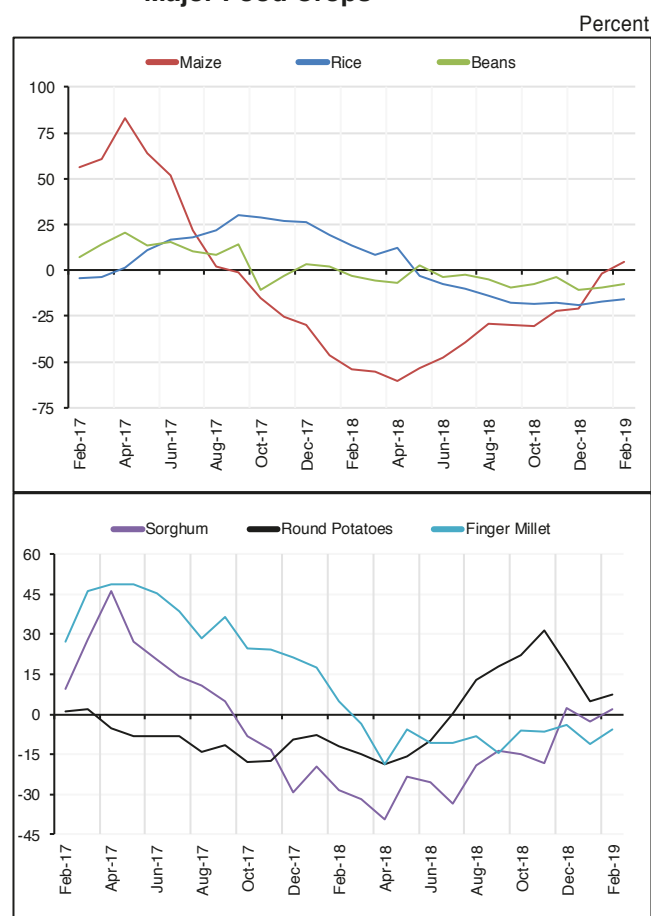 Major Food Crops
Percent
Maize Rice Beans
100
75
50
25
0
-25
-50
-75
Feb-17 Apr-17 Jun-17 Aug-17 Oct-17 Dec-17 Feb-18 Apr-18 Jun-18 Aug-18 Oct-18 Dec-18 Feb-19
Sorghum Round Potatoes Finger Millet
60
45
30
15
0
-15
-30
-45
Feb-17 Apr-17 Jun-17 Aug-17 Oct-17 Dec-17 Feb-18 Apr-18 Jun-18 Aug-18 Oct-18 Dec-18 Feb-19